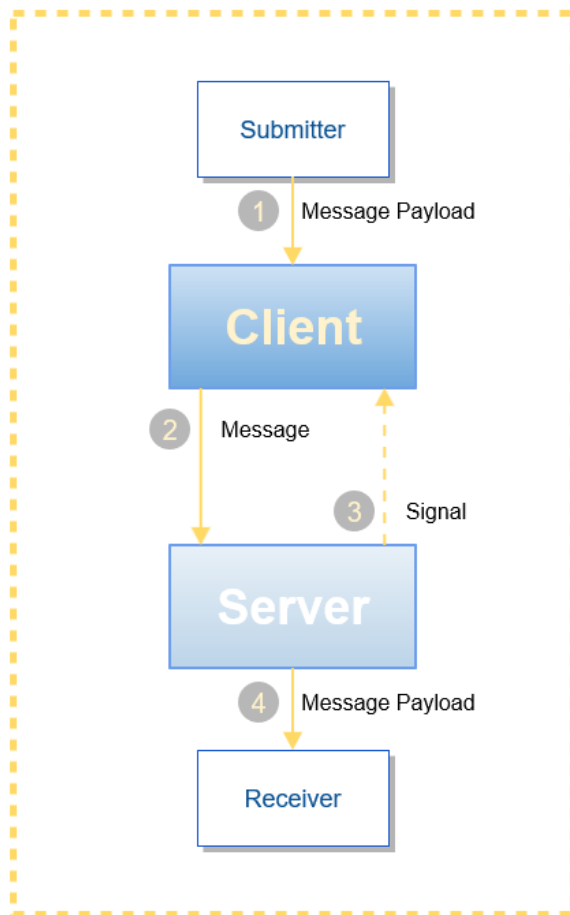 Submitter
1 Message Payload
Client
2 Message
3 Signal
Server
4 Message Payload
Receiver